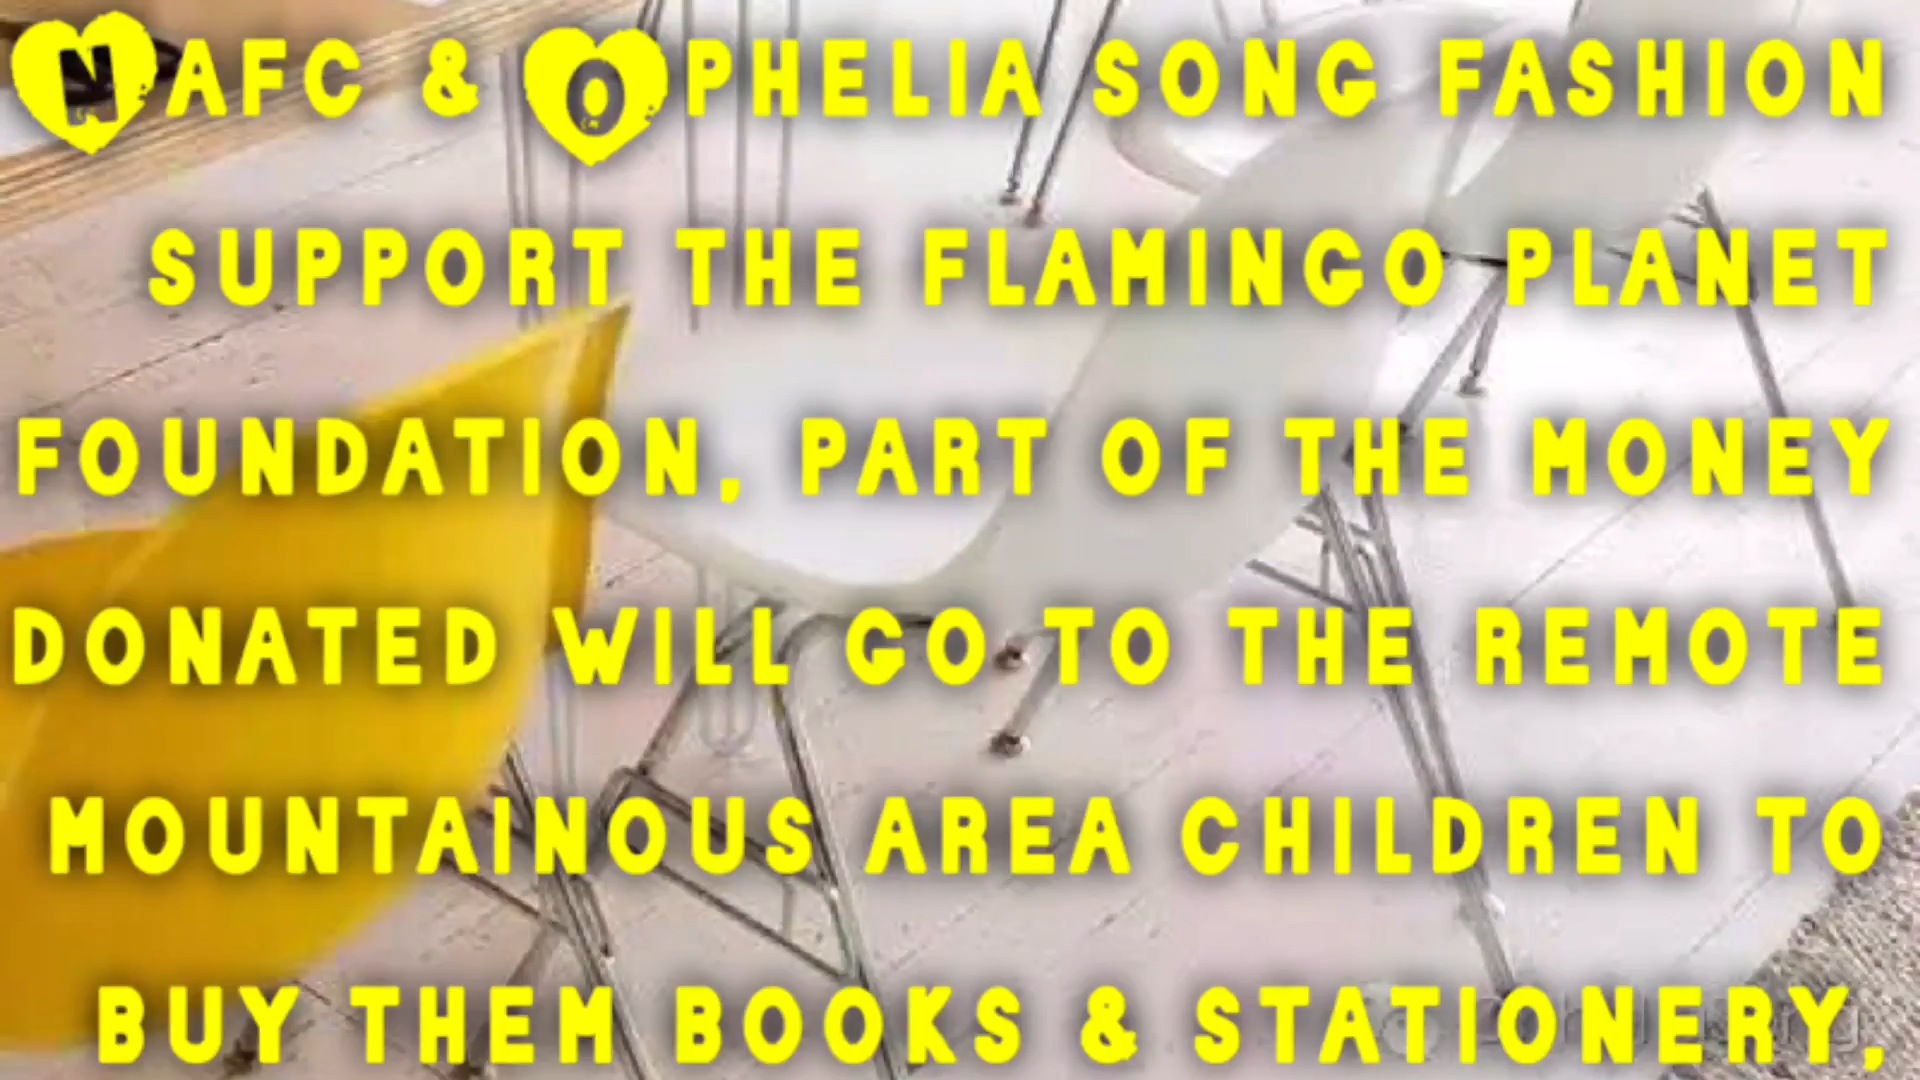 NAFC & OPHELIA SONG FASHION
SUPPORT THE FLAMINGO PLANET
FOUNDATION, PART OF THE MONEY
DONATED WILL GO TO THE REMOTE
MOUNTAINOUS AREA CHILDREN TO
BUY THEM BOOKS & STATIONERY,